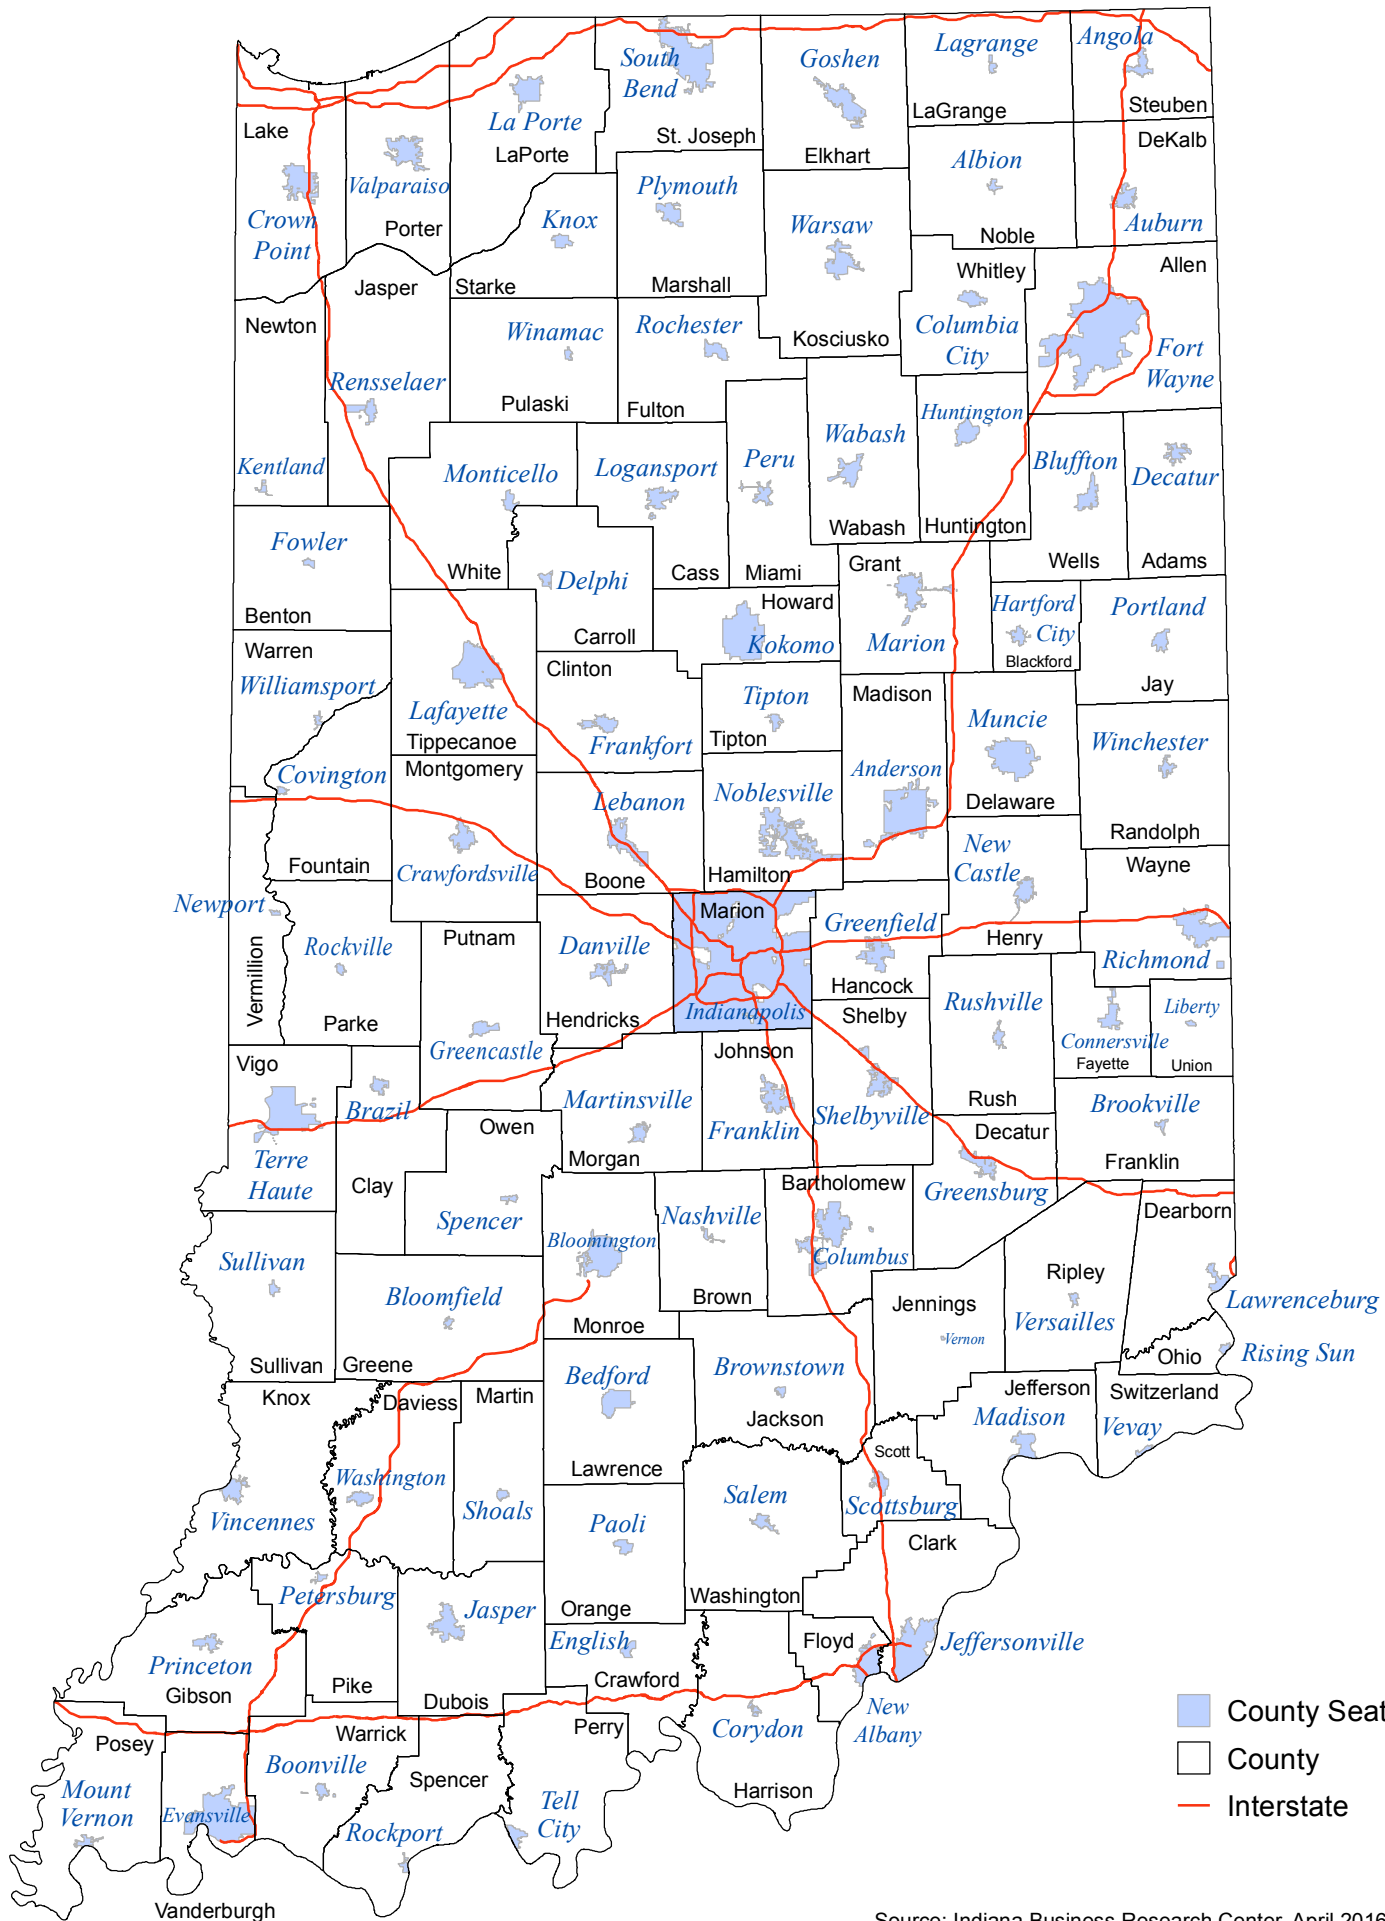 South
Bend
St. Joseph
Goshen
Elkhart
Lagrange
LaGrange
Angola
Steuben
Lake
Crown
Point
Valparaiso
Porter
La Porte
LaPorte
Plymouth
Marshall
Knox
Starke
Warsaw
Kosciusko
Albion
Noble
DeKalb
Auburn
Whitley
Columbia
City
Allen
Fort
Wayne
Newton
Kentland
Jasper
Rensselaer
Winamac
Pulaski
Rochester
Fulton
Monticello
White
Logansport
Cass
Peru
Miami
Wabash
Wabash
Huntington
Huntington
Bluffton
Wells
Decatur
Adams
Fowler
Benton
Delphi
Carroll
Howard
Kokomo
Grant
Marion
Hartford
City
Blackford
Portland
Jay
Warren
Williamsport
Lafayette
Tippecanoe
Clinton
Frankfort
Tipton
Tipton
Madison
Anderson
Muncie
Delaware
Winchester
Randolph
Covington
Fountain
Montgomery
Crawfordsville
Lebanon
Boone
Noblesville
Hamilton
New
Castle
Henry
Wayne
Richmond
Newport
Vermillion
Rockville
Parke
Putnam
Greencastle
Danville
Hendricks
Marion
Indianapolis
Greenfield
Hancock
Rushville
Rush
Connersville
Fayette
Liberty
Union
Vigo
Terre
Haute
Brazil
Clay
Owen
Spencer
Martinsville
Morgan
Johnson
Franklin
Shelby
Shelbyville
Decatur
Greensburg
Brookville
Franklin
Sullivan
Sullivan
Bloomfield
Greene
Bloomington
Monroe
Nashville
Brown
Bartholomew
Columbus
Jennings
Vernon
Ripley
Versailles
Dearborn
Lawrenceburg
Ohio
Rising Sun
Knox
Vincennes
Daviess
Washington
Martin
Shoals
Bedford
Lawrence
Brownstown
Jackson
Jefferson
Madison
Switzerland
Vevay
Scott
Scottsburg
Salem
Washington
Paoli
Orange
Clark
Jeffersonville
Petersburg
Pike
Jasper
Dubois
English
Crawford
Floyd
New
Albany
Princeton
Gibson
Corydon
Harrison
Posey
Mount
Vernon
Evansville
Vanderburgh
Warrick
Boonville
Spencer
Rockport
Perry
Tell
City
County Seat
County
Interstate
Source: Indiana Business Research Center, April 2016